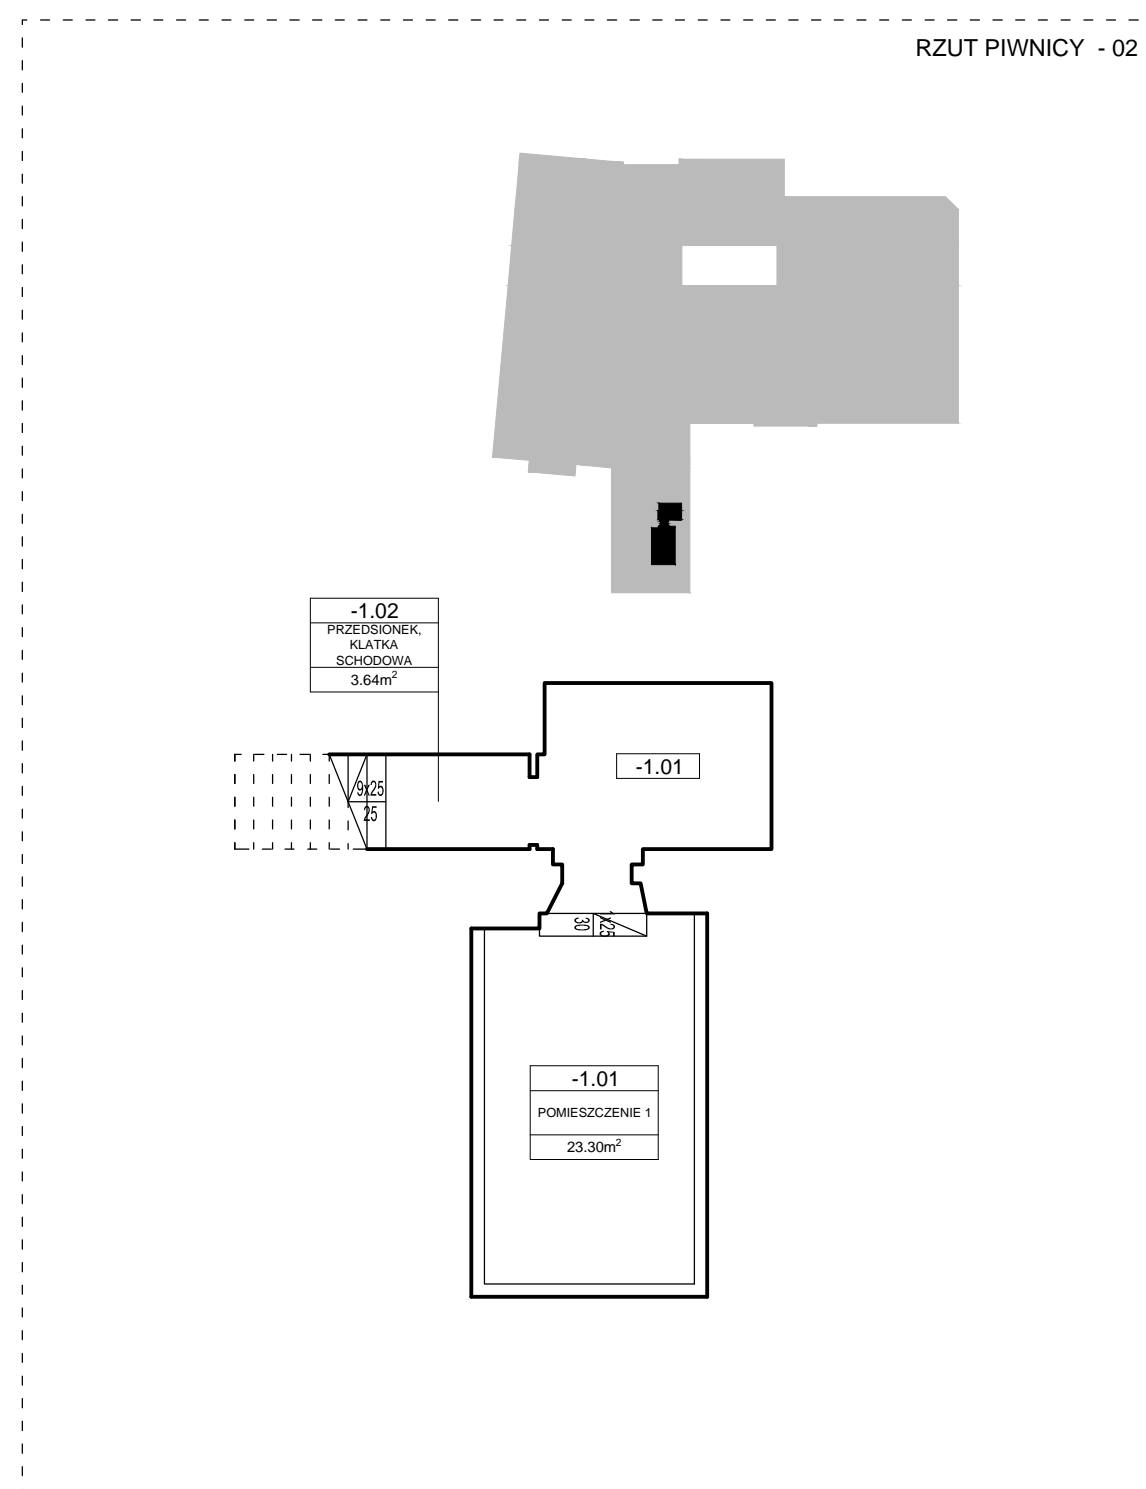 RZUT PIWNICY - 02
-1.02
PRZEDSIONEK,
KLATKA
SCHODOWA
3.64m²
-1.01
9x25
25
1x25
30
-1.01
POMIESZCZENIE 1
23.30m²